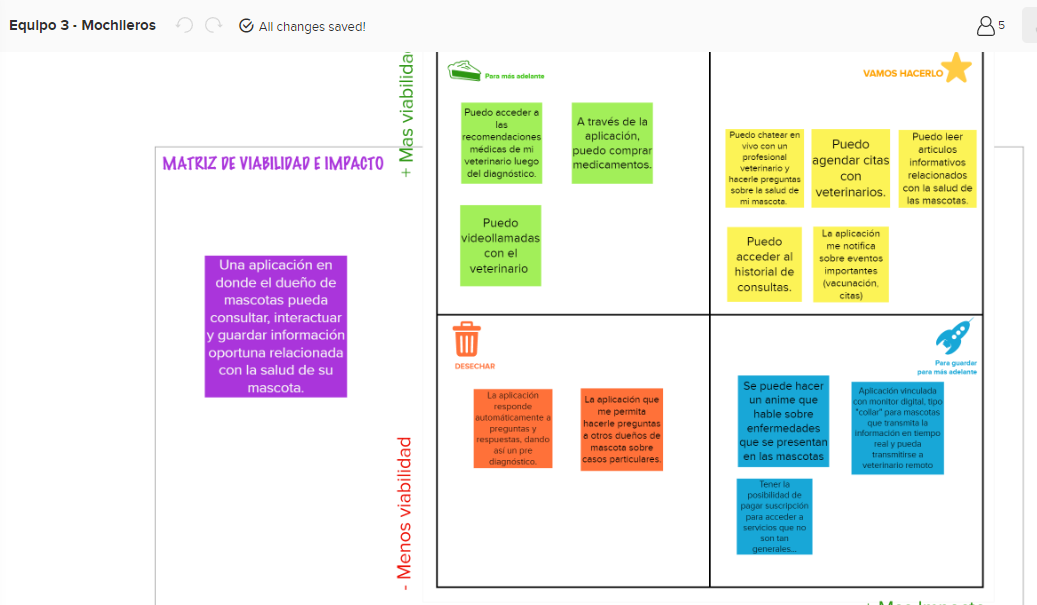 Equipo 3 - Mochileros
All changes saved!
5
+ Mas viabilida
MATRIZ DE VIABILIDAD E IMPACTO
Una aplicación en
donde el dueño de
mascotas pueda
consultar, interactuar
y guardar información
oportuna relacionada
con la salud de su
mascota.
Para más adelante
Puedo acceder a
las
recomendaciones
médicas de mi
veterinario luego
del diagnóstico.
A través de la
aplicación,
puedo comprar
medicamentos.
Puedo
videollamadas
con el
veterinario
VAMOS HACERLO
Puedo chatear en
vivo con un
profesional
veterinario y
hacerle preguntas
sobre la salud de
mi mascota.
Puedo
agendar citas
con
veterinarios.
Puedo leer
articulos
informativos
relacionados
con la salud de
las mascotas.
Puedo
acceder al
historial de
consultas.
La aplicación
me notifica
sobre eventos
importantes
(vacunación,
citas)
- Menos viabilidad
DESECHAR
La aplicación
responde
automáticamente a
preguntas y
respuestas, dando
así un pre
diagnóstico.
La aplicación que
me permita
hacerle preguntas
a otros dueños de
mascota sobre
casos particulares.
Para guardar
para más adelante
Se puede hacer
un anime que
hable sobre
enfermedades
que se presentan
en las mascotas
Aplicación vinculada
con monitor digital, tipo
"collar" para mascotas
que transmita la
información en tiempo
real y pueda
transmitirse a
veterinario remoto
Tener la
posibilidad de
pagar suscripción
para acceder a
servicios que no
son tan
generales...
+ Mas Impacto